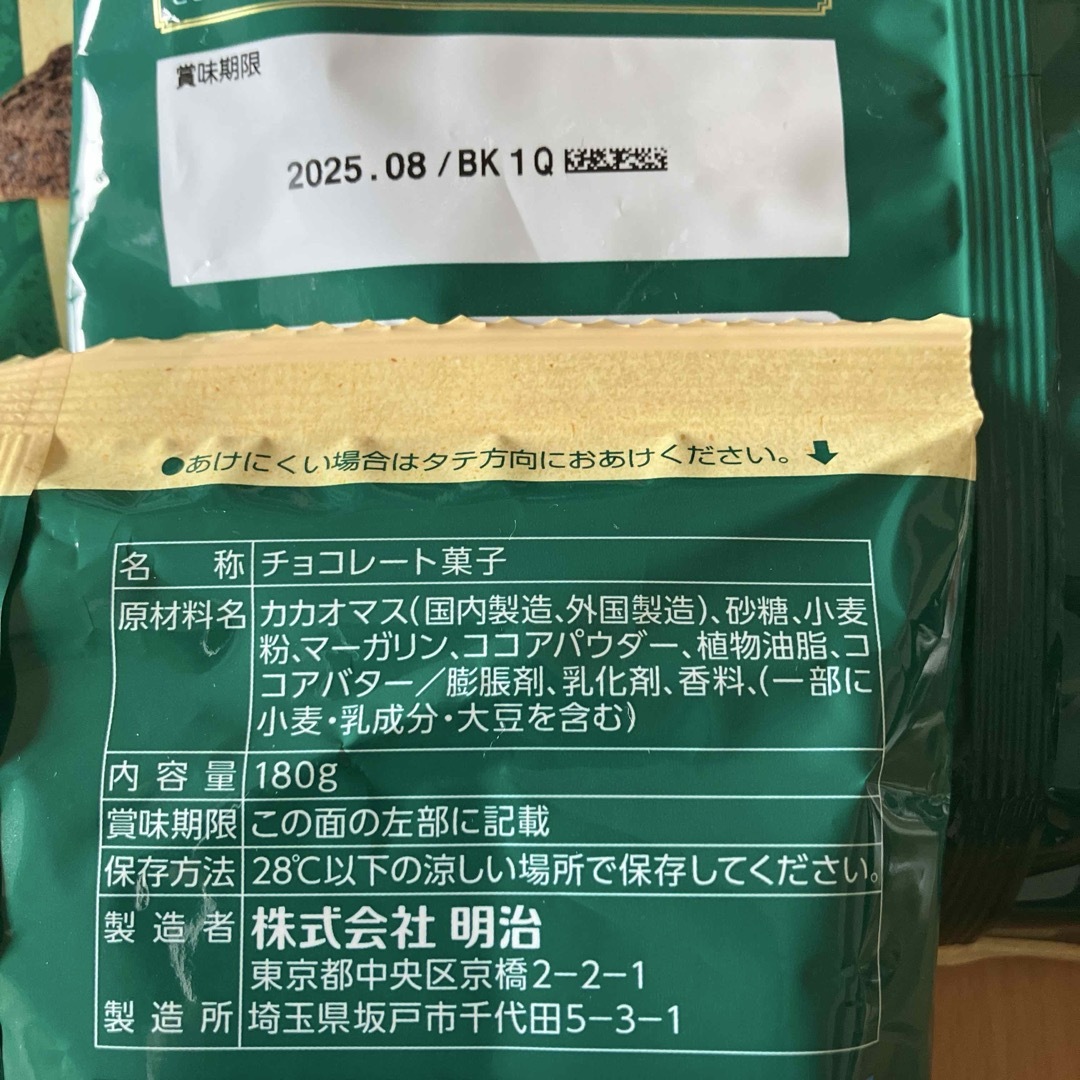 賞味期限
2025.08 /BK 1Q
●あけにくい場合はタテ方向におあけください。
名 称 チョコレート菓子
原材料名 カカオマス(国内製造、外国製造)、砂糖、小麦
粉、マーガリン、ココアパウダー、植物油脂、コ
コアバター／膨脹剤、乳化剤、香料、(一部に
小麦・乳成分・大豆を含む)
内容量 180g
賞味期限 この面の左部に記載
保存方法 28℃以下の涼しい場所で保存してください。
製造者 株式会社 明治
東京都中央区京橋2−2−1
製造所 埼玉県坂戸市千代田5−3−1